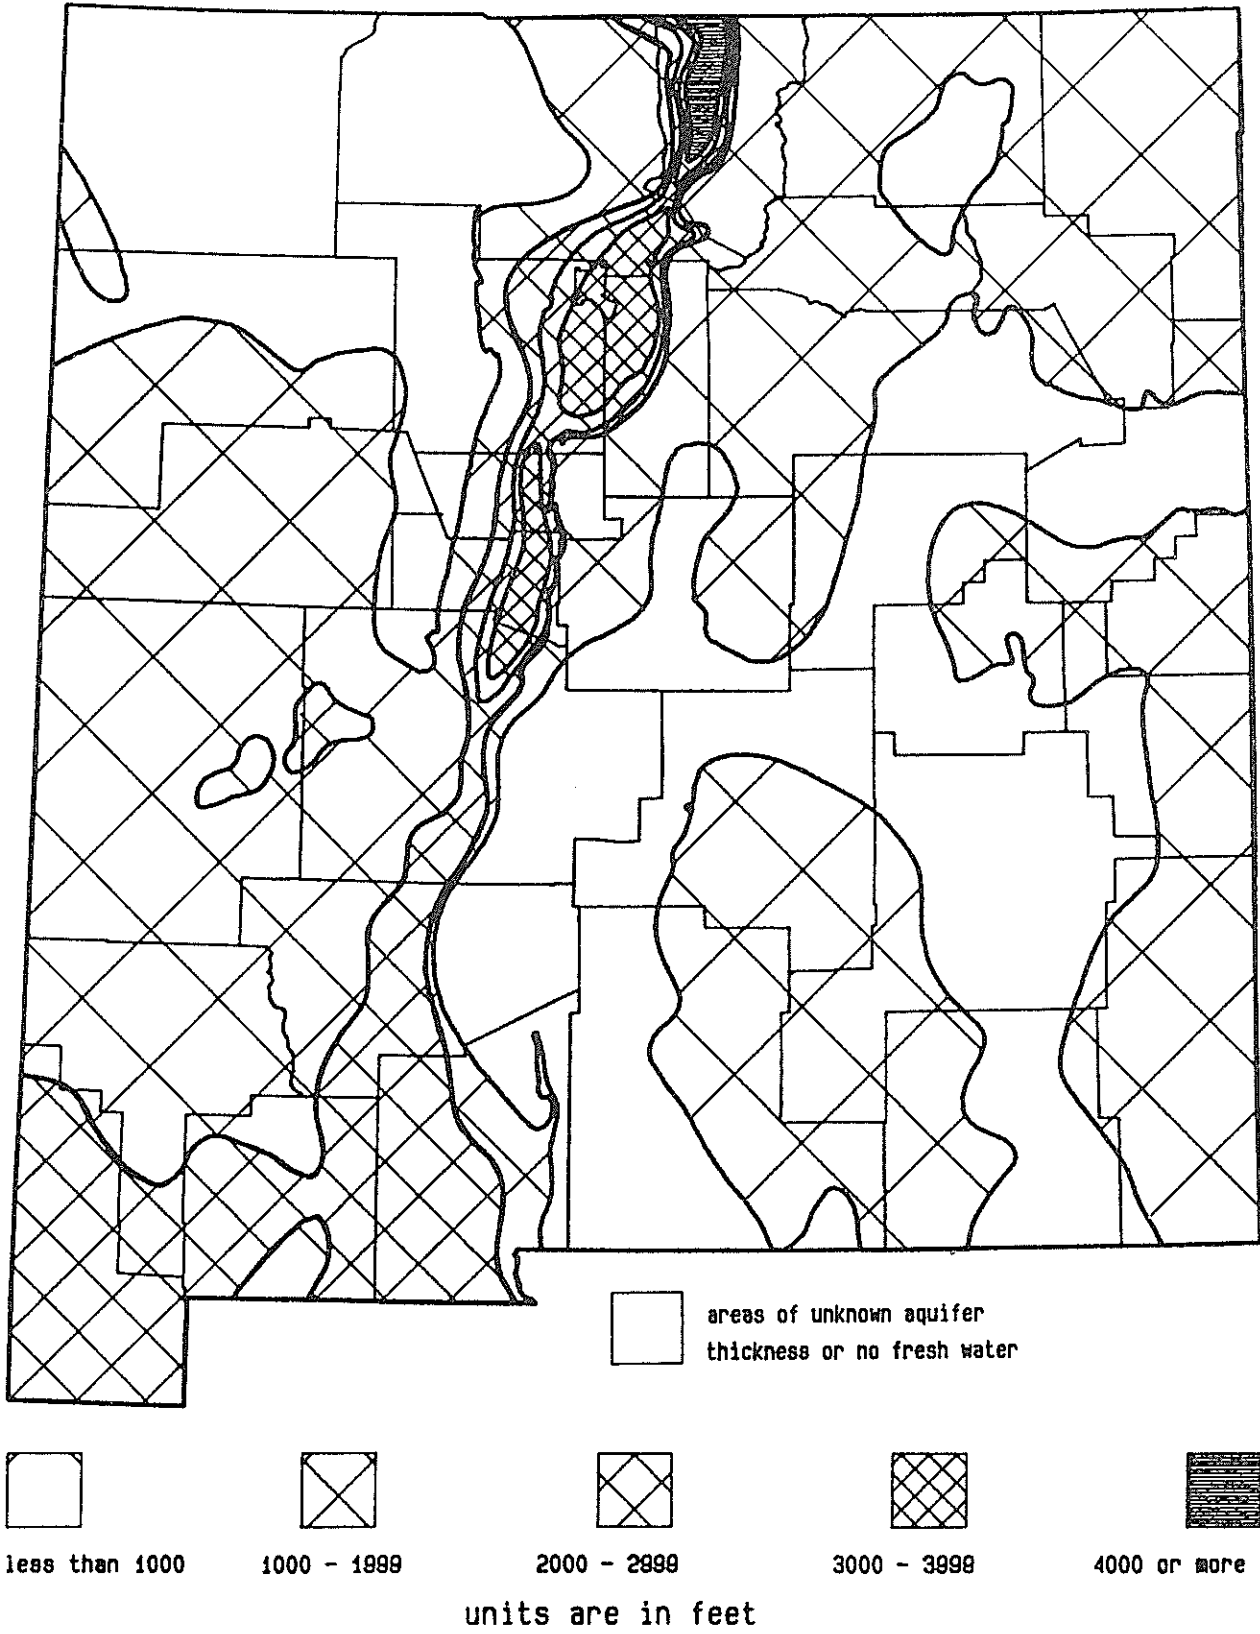 areas of unknown aquifer
thickness or no fresh water
less than 1000
1000 - 1999
2000 - 2999
3000 - 3999
4000 or more
units are in feet